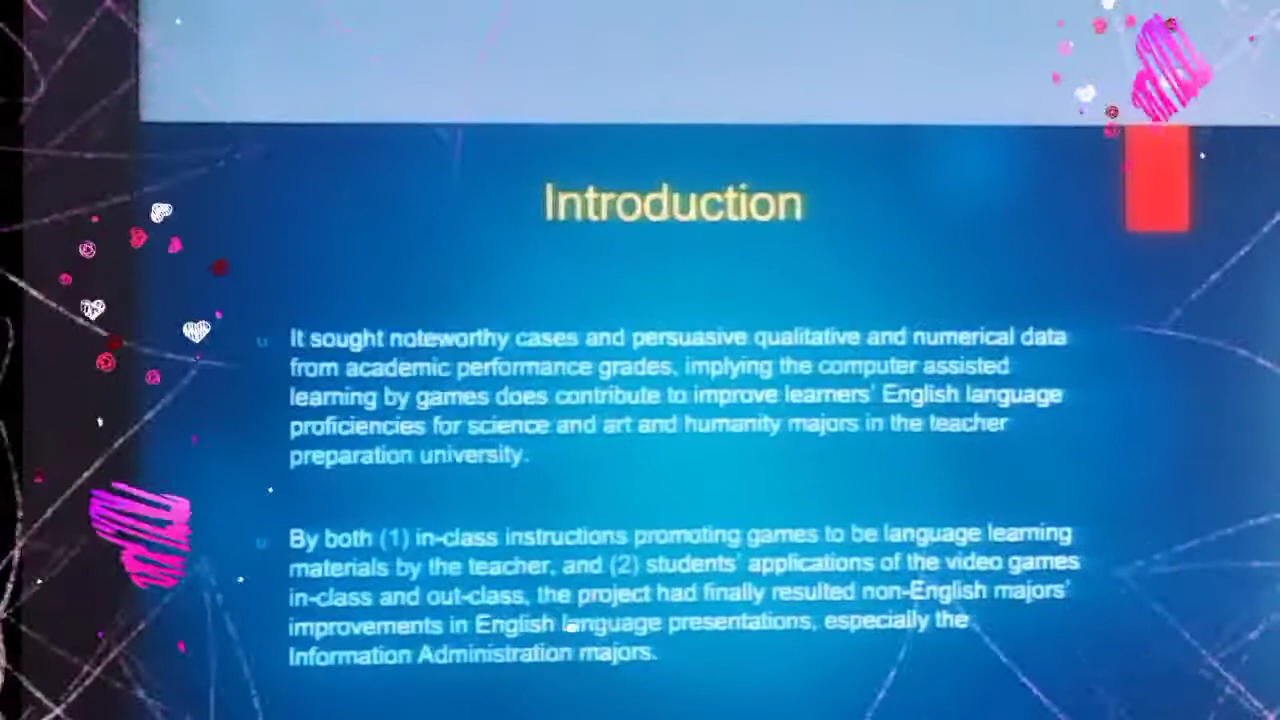 Introduction
It sought noteworthy cases and persuasive qualitative and numerical data
from academic performance grades, implying the computer assisted
learning by games does contribute to improve learners' English language
proficiencies for science and art and humanity majors in the teacher
preparation university.
By both (1) in-class instructions promoting games to be language learning
materials by the teacher, and (2) students' applications of the video games
in-class and out-class, the project had finally resulted non-English majors'
improvements in English language presentations, especially the
Information Administration majors.